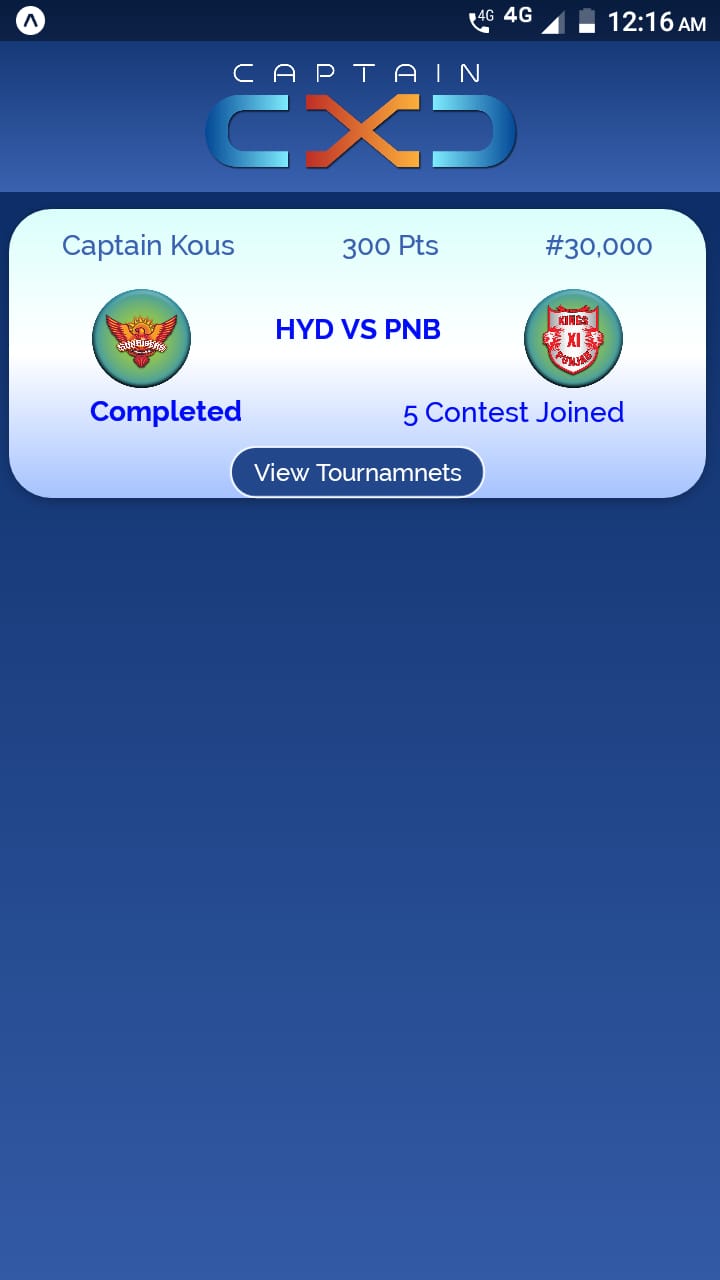 4G 4G 12:16 AM
CAPTAIN
CXD
Captain Kous 300 Pts #30,000
SUNRISERS
HYD VS PNB
KINGS
XI
PUNJAB
Completed 5 Contest Joined
View Tournamnets